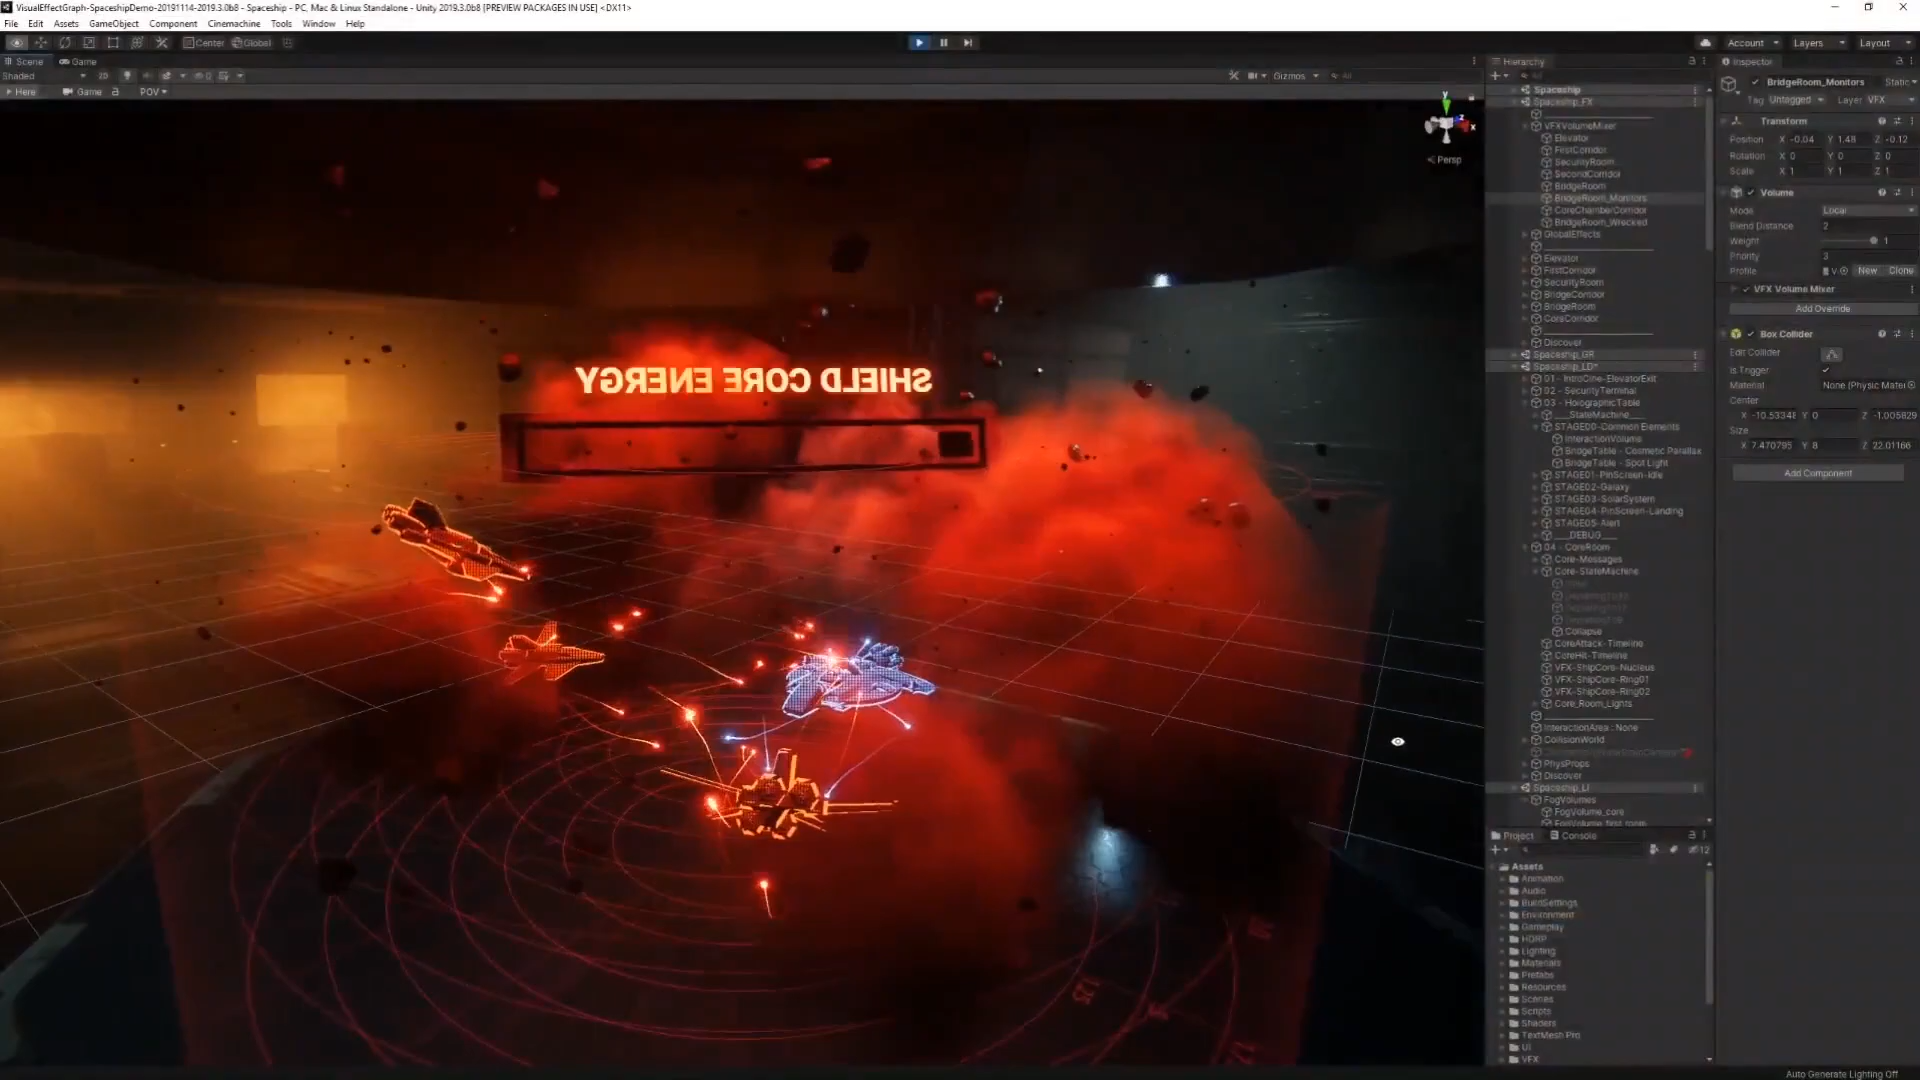 VisualEffectGraph-SpaceshipDemo-20191114-2019.3.0b8 - Spaceship - PC, Mac & Linux Standalone - Unity 2019.3.0b8 [PREVIEW PACKAGES IN USE] <DX11>
File Edit Assets GameObject Component Cinemachine Tools Window Help
Center Global
Account Layers Layout
Scene Game
Shaded 2D Gizmos All
Here Game POV
Persp
SHIELD CORE ENERGY
Hierarchy
Spaceship
Spaceship_FX
VFXVolumeMixer
Elevator
FirstCorridor
SecurityRoom
SecondCorridor
BridgeRoom
BridgeRoom_Monitors
CoreChamberCorridor
BridgeRoom_Wrecked
GlobalEffects
Elevator
FirstCorridor
SecurityRoom
BridgeCorridor
BridgeRoom
CoreCorridor
Discover
Spaceship_GR
Spaceship_LD*
01 - IntroCine-ElevatorExit
02 - SecurityTerminal
03 - HolographicTable
___StateMachine___
STAGE00-Common Elements
InteractionVolume
BridgeTable - Cosmetic Parallax
BridgeTable - Spot Light
STAGE01-PinScreen-Idle
STAGE02-Galaxy
STAGE03-SolarSystem
STAGE04-PinScreen-Landing
STAGE05-Alert
___DEBUG___
04 - CoreRoom
Core-Messages
Core-StateMachine
Collapse
CoreAttack-Timeline
CoreHit-Timeline
VFX-ShipCore-Nucleus
VFX-ShipCore-Ring01
VFX-ShipCore-Ring02
Core_Room_Lights
InteractionArea : None
CollisionWorld
PhysProps
Discover
Spaceship_LI
FogVolumes
FogVolume_core
FogVolume_first_room
Project Console
12
Assets
Animation
Audio
BuildSettings
Environment
Gameplay
HDRP
Lighting
Materials
Prefabs
Resources
Scenes
Scripts
Shaders
TextMesh Pro
UI
VFX
Inspector
BridgeRoom_Monitors Static
Tag Untagged Layer VFX
Transform
Position X -0.04 Y 1.48 Z -0.12
Rotation X 0 Y 0 Z 0
Scale X 1 Y 1 Z 1
Volume
Mode Local
Blend Distance 2
Weight 1
Priority 3
Profile V New Clone
VFX Volume Mixer
Add Override
Box Collider
Edit Collider
Is Trigger
Material None (Physic Mater
Center
X -10.53348 Y 0 Z -1.005829
Size
X 7.470795 Y 8 Z 22.01166
Add Component
Auto Generate Lighting Off